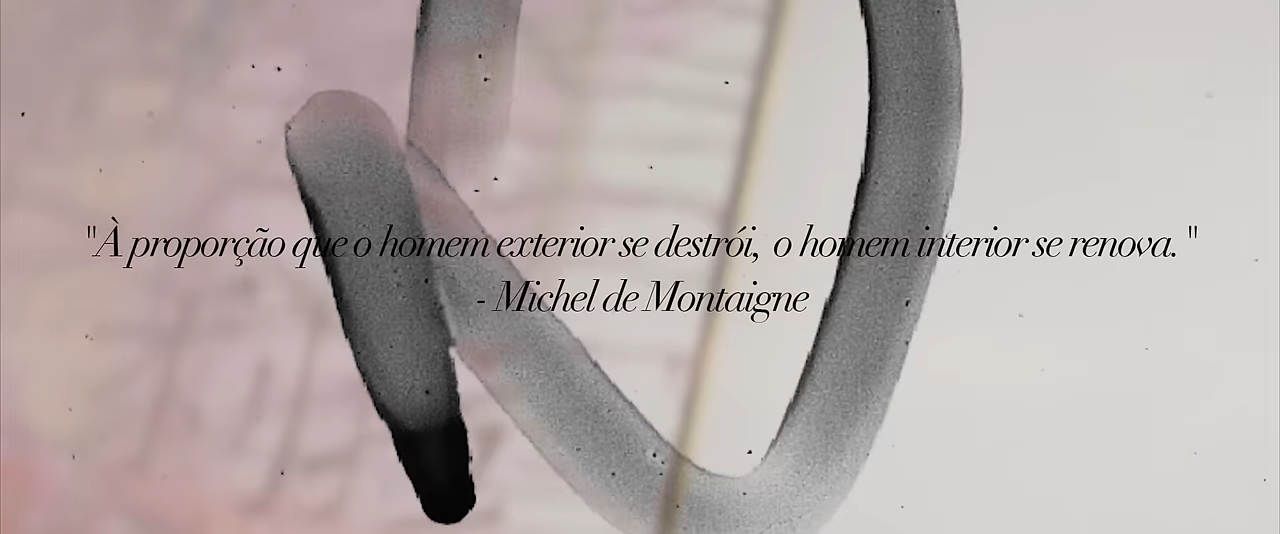 "À proporção que o homem exterior se destrói, o homem interior se renova. "
- Michel de Montaigne